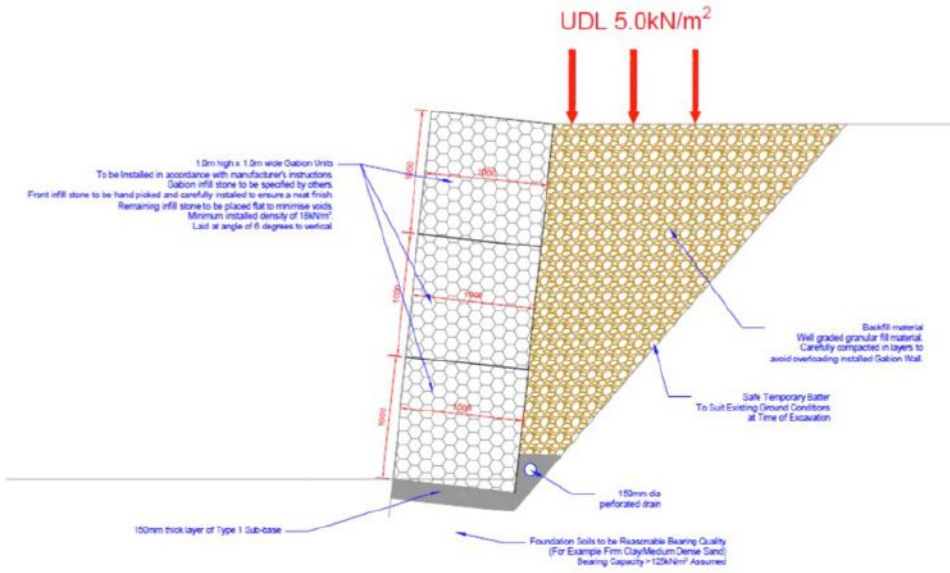 UDL 5.0kN/m²
1.0m high x 1.0m wide Gabion Units
To be Installed in accordance with manufacturer's instructions.
Gabion infill stone to be specified by others.
Front infill stone to be hand picked and carefully installed to ensure a neat finish.
Remaining infill stone to be placed flat to minimise voids.
Minimum installed density of 18kN/m³.
Laid at angle of 6 degrees to vertical
1000
1000
1000
1000
1000
1000
Backfill material
Well graded granular fill material.
Carefully compacted in layers to
avoid overloading installed Gabion Wall.
Safe Temporary Batter
To Suit Existing Ground Conditions
at Time of Excavation
150mm dia
perforated drain
150mm thick layer of Type 1 Sub-base
Foundation Soils to be Reasonable Bearing Quality
(For Example Firm Clay/Medium Dense Sand)
Bearing Capacity >125kN/m² Assumed